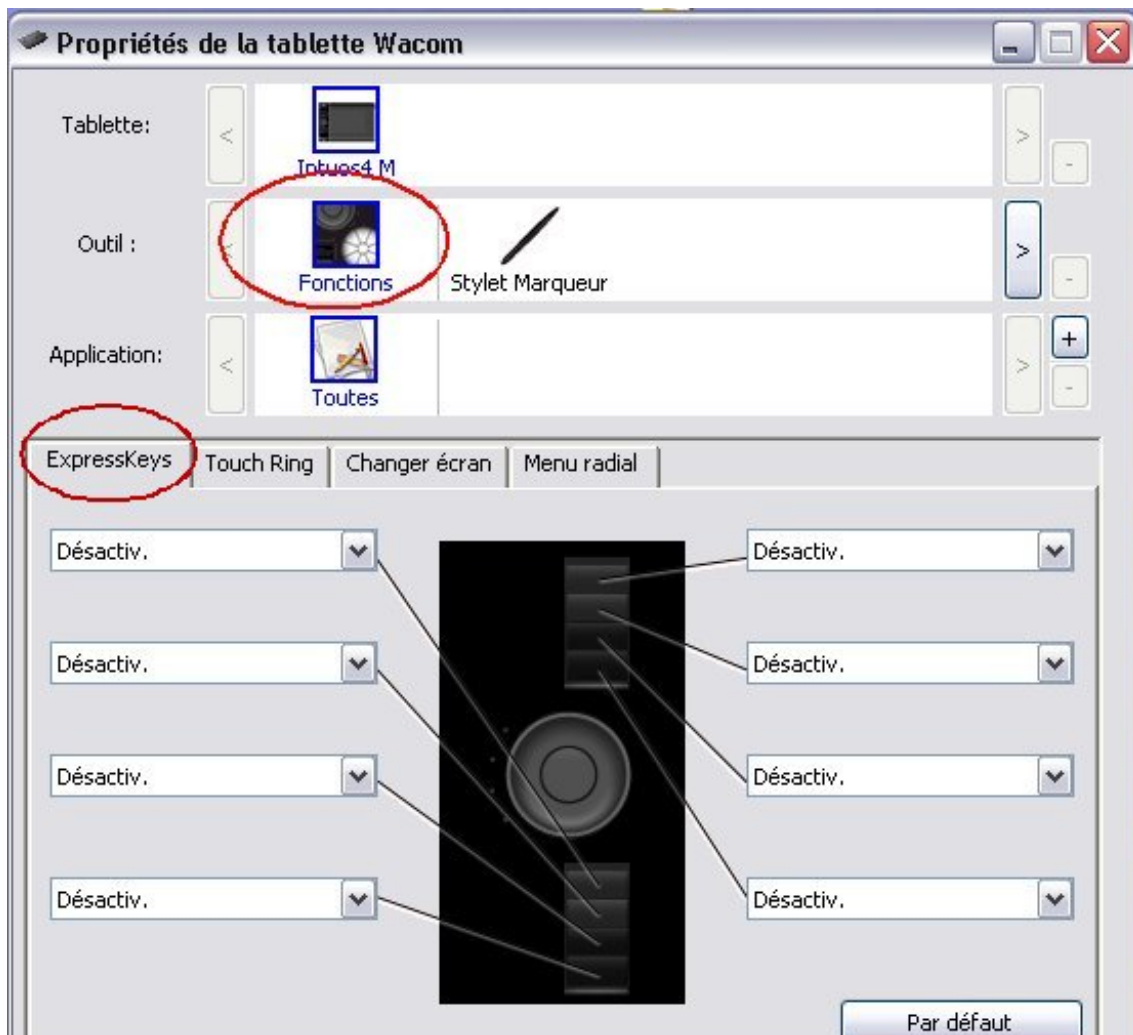 Propriétés de la tablette Wacom
Tablette:
<
Intuos4 M
>
-
Outil :
<
Fonctions
Stylet Marqueur
>
-
Application:
<
Toutes
>
+
-
ExpressKeys
Touch Ring
Changer écran
Menu radial
Désactiv.
Désactiv.
Désactiv.
Désactiv.
Désactiv.
Désactiv.
Désactiv.
Désactiv.
Par défaut